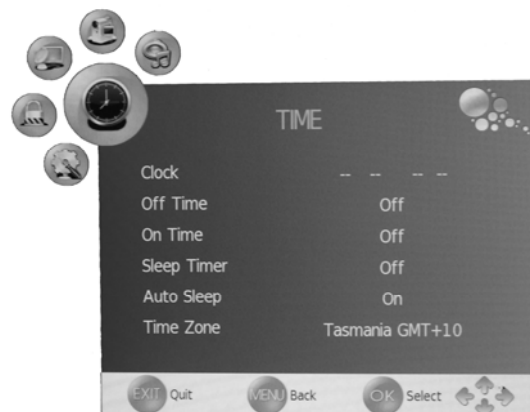 TIME
Clock -- -- -- --
Off Time Off
On Time Off
Sleep Timer Off
Auto Sleep On
Time Zone Tasmania GMT+10
EXIT Quit MENU Back OK Select